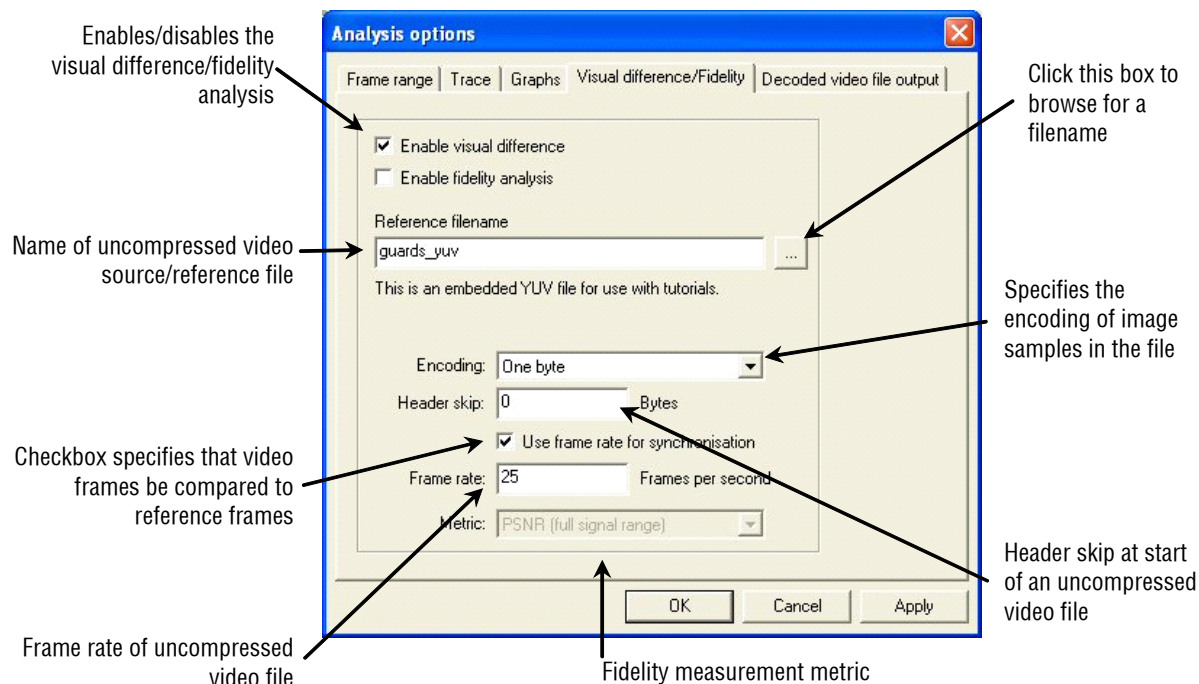 Enables/disables the
visual difference/fidelity
analysis
Analysis options
Frame range
Trace
Graphs
Visual difference/Fidelity
Decoded video file output
Click this box to
browse for a
filename
Enable visual difference
Enable fidelity analysis
Reference filename
Name of uncompressed video
source/reference file
guards_yuv
...
This is an embedded YUV file for use with tutorials.
Specifies the
encoding of image
samples in the file
Encoding: One byte
Header skip: 0 Bytes
Use frame rate for synchronisation
Checkbox specifies that video
frames be compared to
reference frames
Frame rate: 25 Frames per second
Metric: PSNR (full signal range)
Header skip at start
of an uncompressed
video file
OK
Cancel
Apply
Frame rate of uncompressed
video file
Fidelity measurement metric